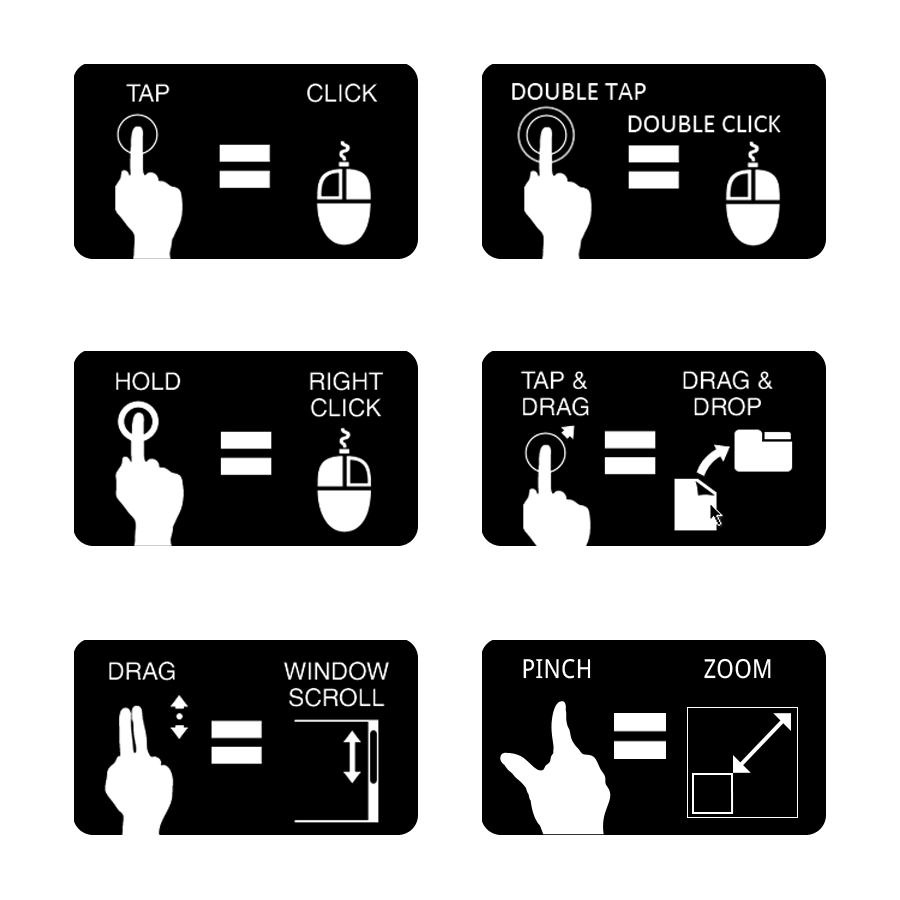 TAP
CLICK
DOUBLE TAP
DOUBLE CLICK
HOLD
RIGHT
CLICK
TAP &
DRAG
DRAG &
DROP
DRAG
WINDOW
SCROLL
PINCH
ZOOM